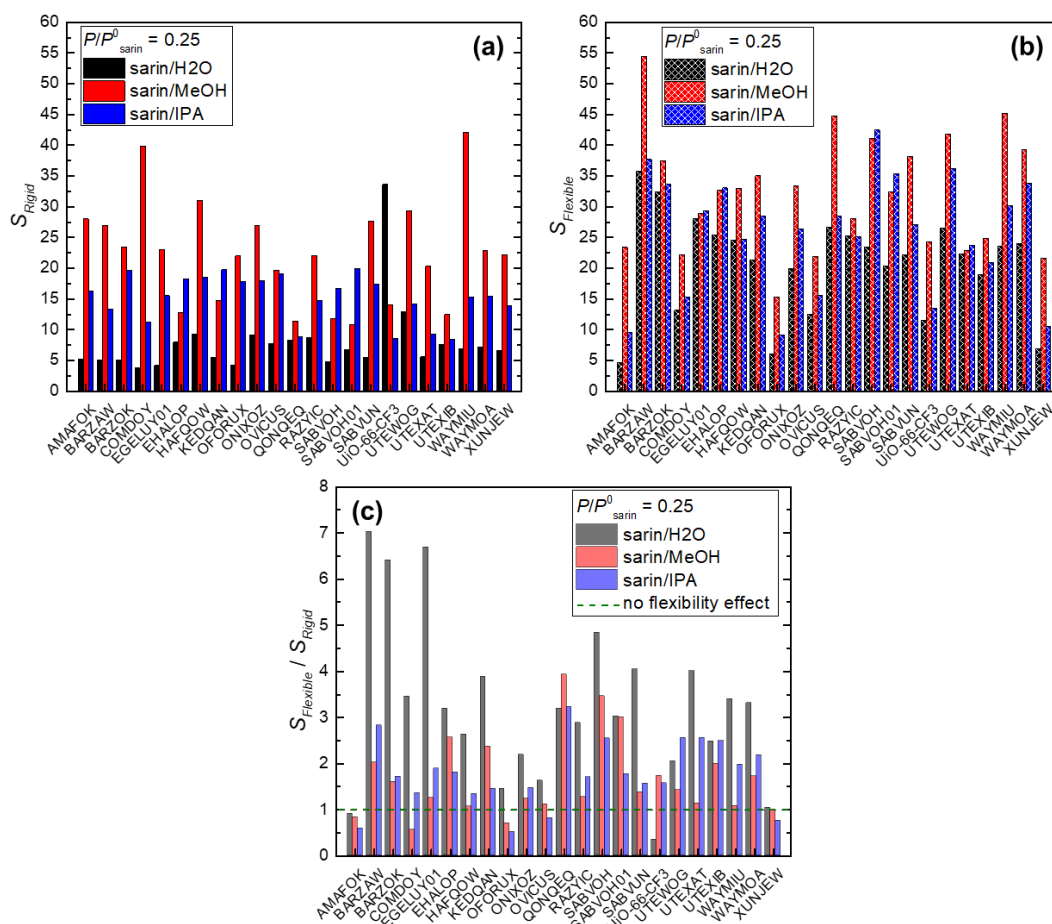 (a)
P/P⁰sarin = 0.25
sarin/H2O
sarin/MeOH
sarin/IPA
S Rigid
60
55
50
45
40
35
30
25
20
15
10
5
0
AMAFOK
BARZAW
BARZOK
COMDOY
EGELUY01
EHALOP
HAFQOW
KEDQAN
OFORUX
ONIXOZ
OVICUS
QONQEQ
RAZYIC
SABVOH
SABVOH01
SABVUN
UiO-66-CF3
UTEWOG
UTEXAT
UTEXIB
WAYMIU
WAYMOA
XUNJEW
(b)
P/P⁰sarin = 0.25
sarin/H2O
sarin/MeOH
sarin/IPA
S Flexible
60
55
50
45
40
35
30
25
20
15
10
5
0
AMAFOK
BARZAW
BARZOK
COMDOY
EGELUY01
EHALOP
HAFQOW
KEDQAN
OFORUX
ONIXOZ
OVICUS
QONQEQ
RAZYIC
SABVOH
SABVOH01
SABVUN
UiO-66-CF3
UTEWOG
UTEXAT
UTEXIB
WAYMIU
WAYMOA
XUNJEW
(c)
P/P⁰sarin = 0.25
sarin/H2O
sarin/MeOH
sarin/IPA
no flexibility effect
S Flexible / S Rigid
8
7
6
5
4
3
2
1
0
AMAFOK
BARZAW
BARZOK
COMDOY
EGELUY01
EHALOP
HAFQOW
KEDQAN
OFORUX
ONIXOZ
OVICUS
QONQEQ
RAZYIC
SABVOH
SABVOH01
SABVUN
UiO-66-CF3
UTEWOG
UTEXAT
UTEXIB
WAYMIU
WAYMOA
XUNJEW